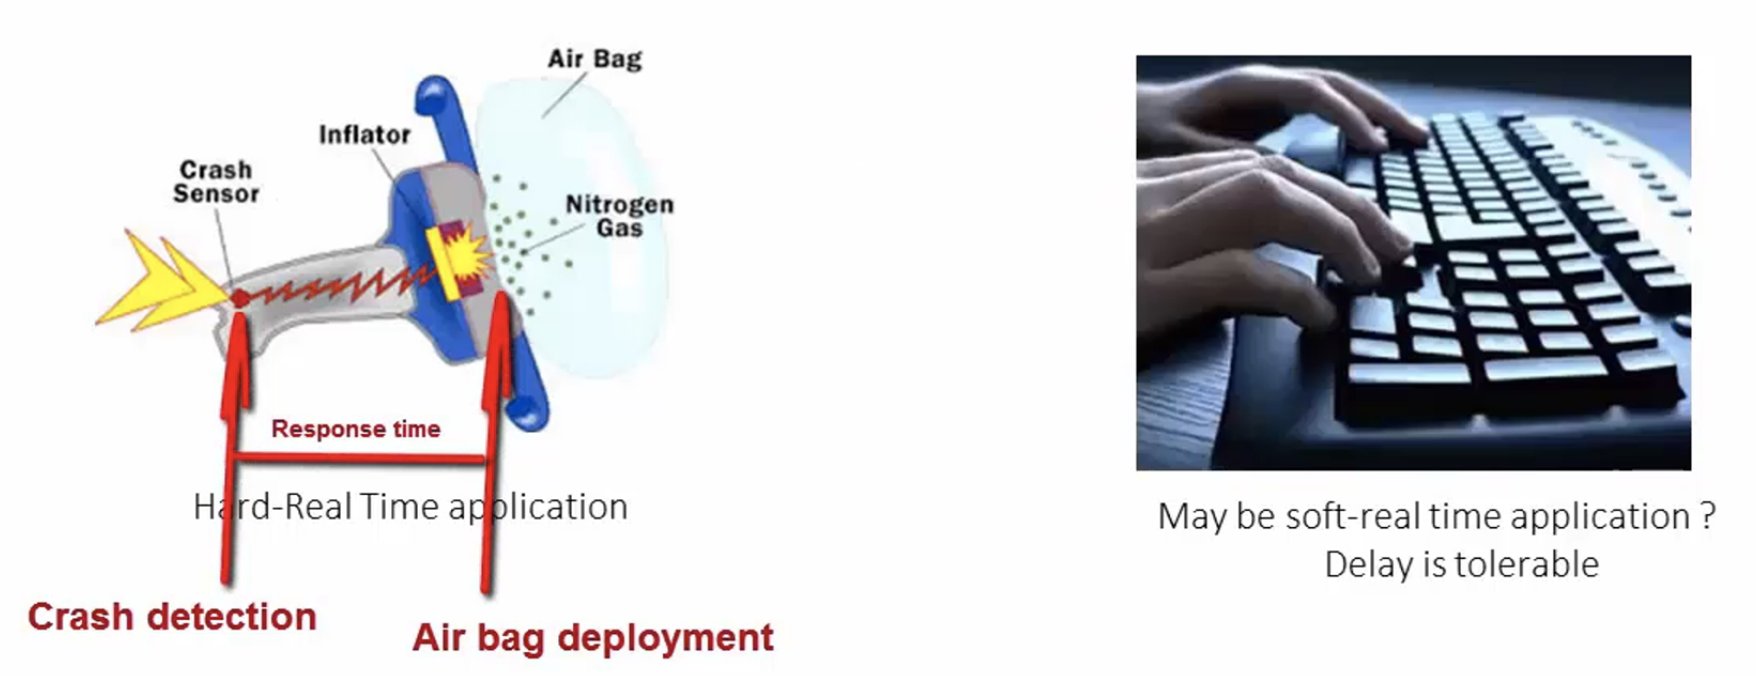 Air Bag
Inflator
Crash
Sensor
Nitrogen
Gas
Response time
Hard-Real Time application
Crash detection
Air bag deployment
May be soft-real time application ?
Delay is tolerable